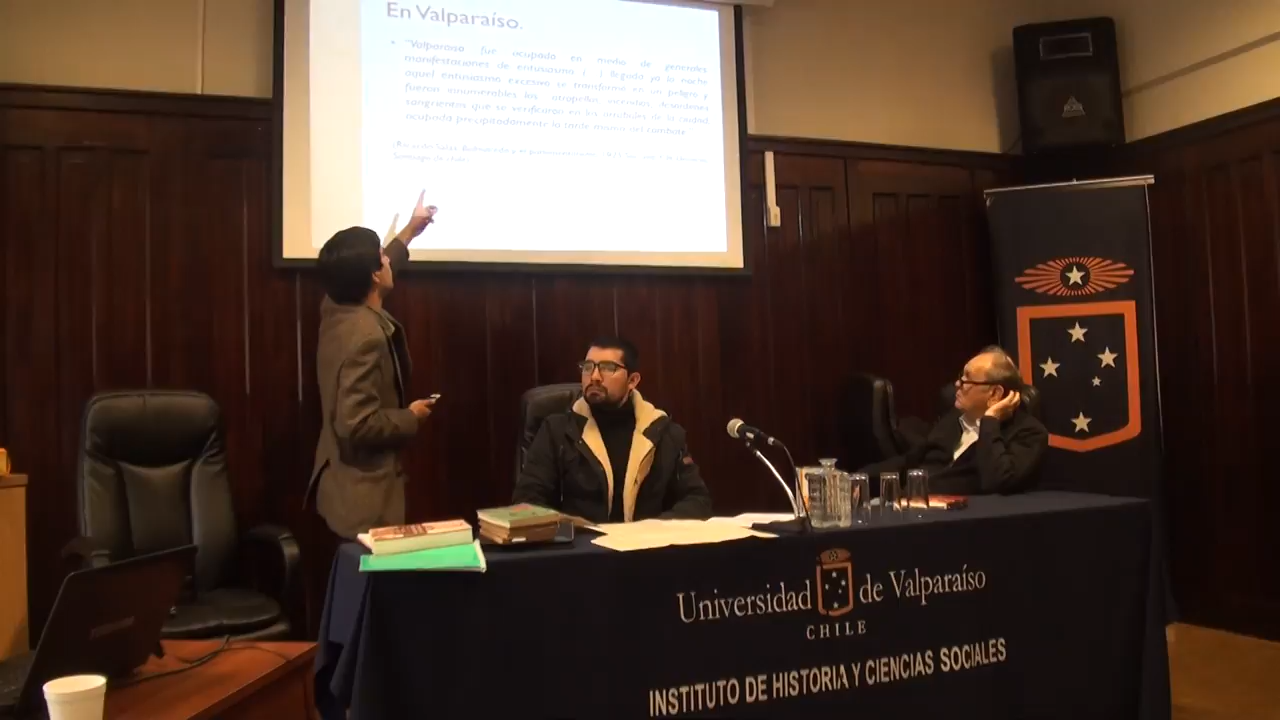 En Valparaíso.
"Valparaíso fue ocupado en medio de generales
manifestaciones de entusiasmo (...) llegada ya la noche
aquel entusiasmo excesivo se transformó en un peligro y
fueron innumerables los atropellos, incendios, desórdenes
sangrientos que se verificaron en los arrabales de la ciudad
ocupada precipitadamente la tarde misma del combate."
Universidad de Valparaíso
CHILE
INSTITUTO DE HISTORIA Y CIENCIAS SOCIALES